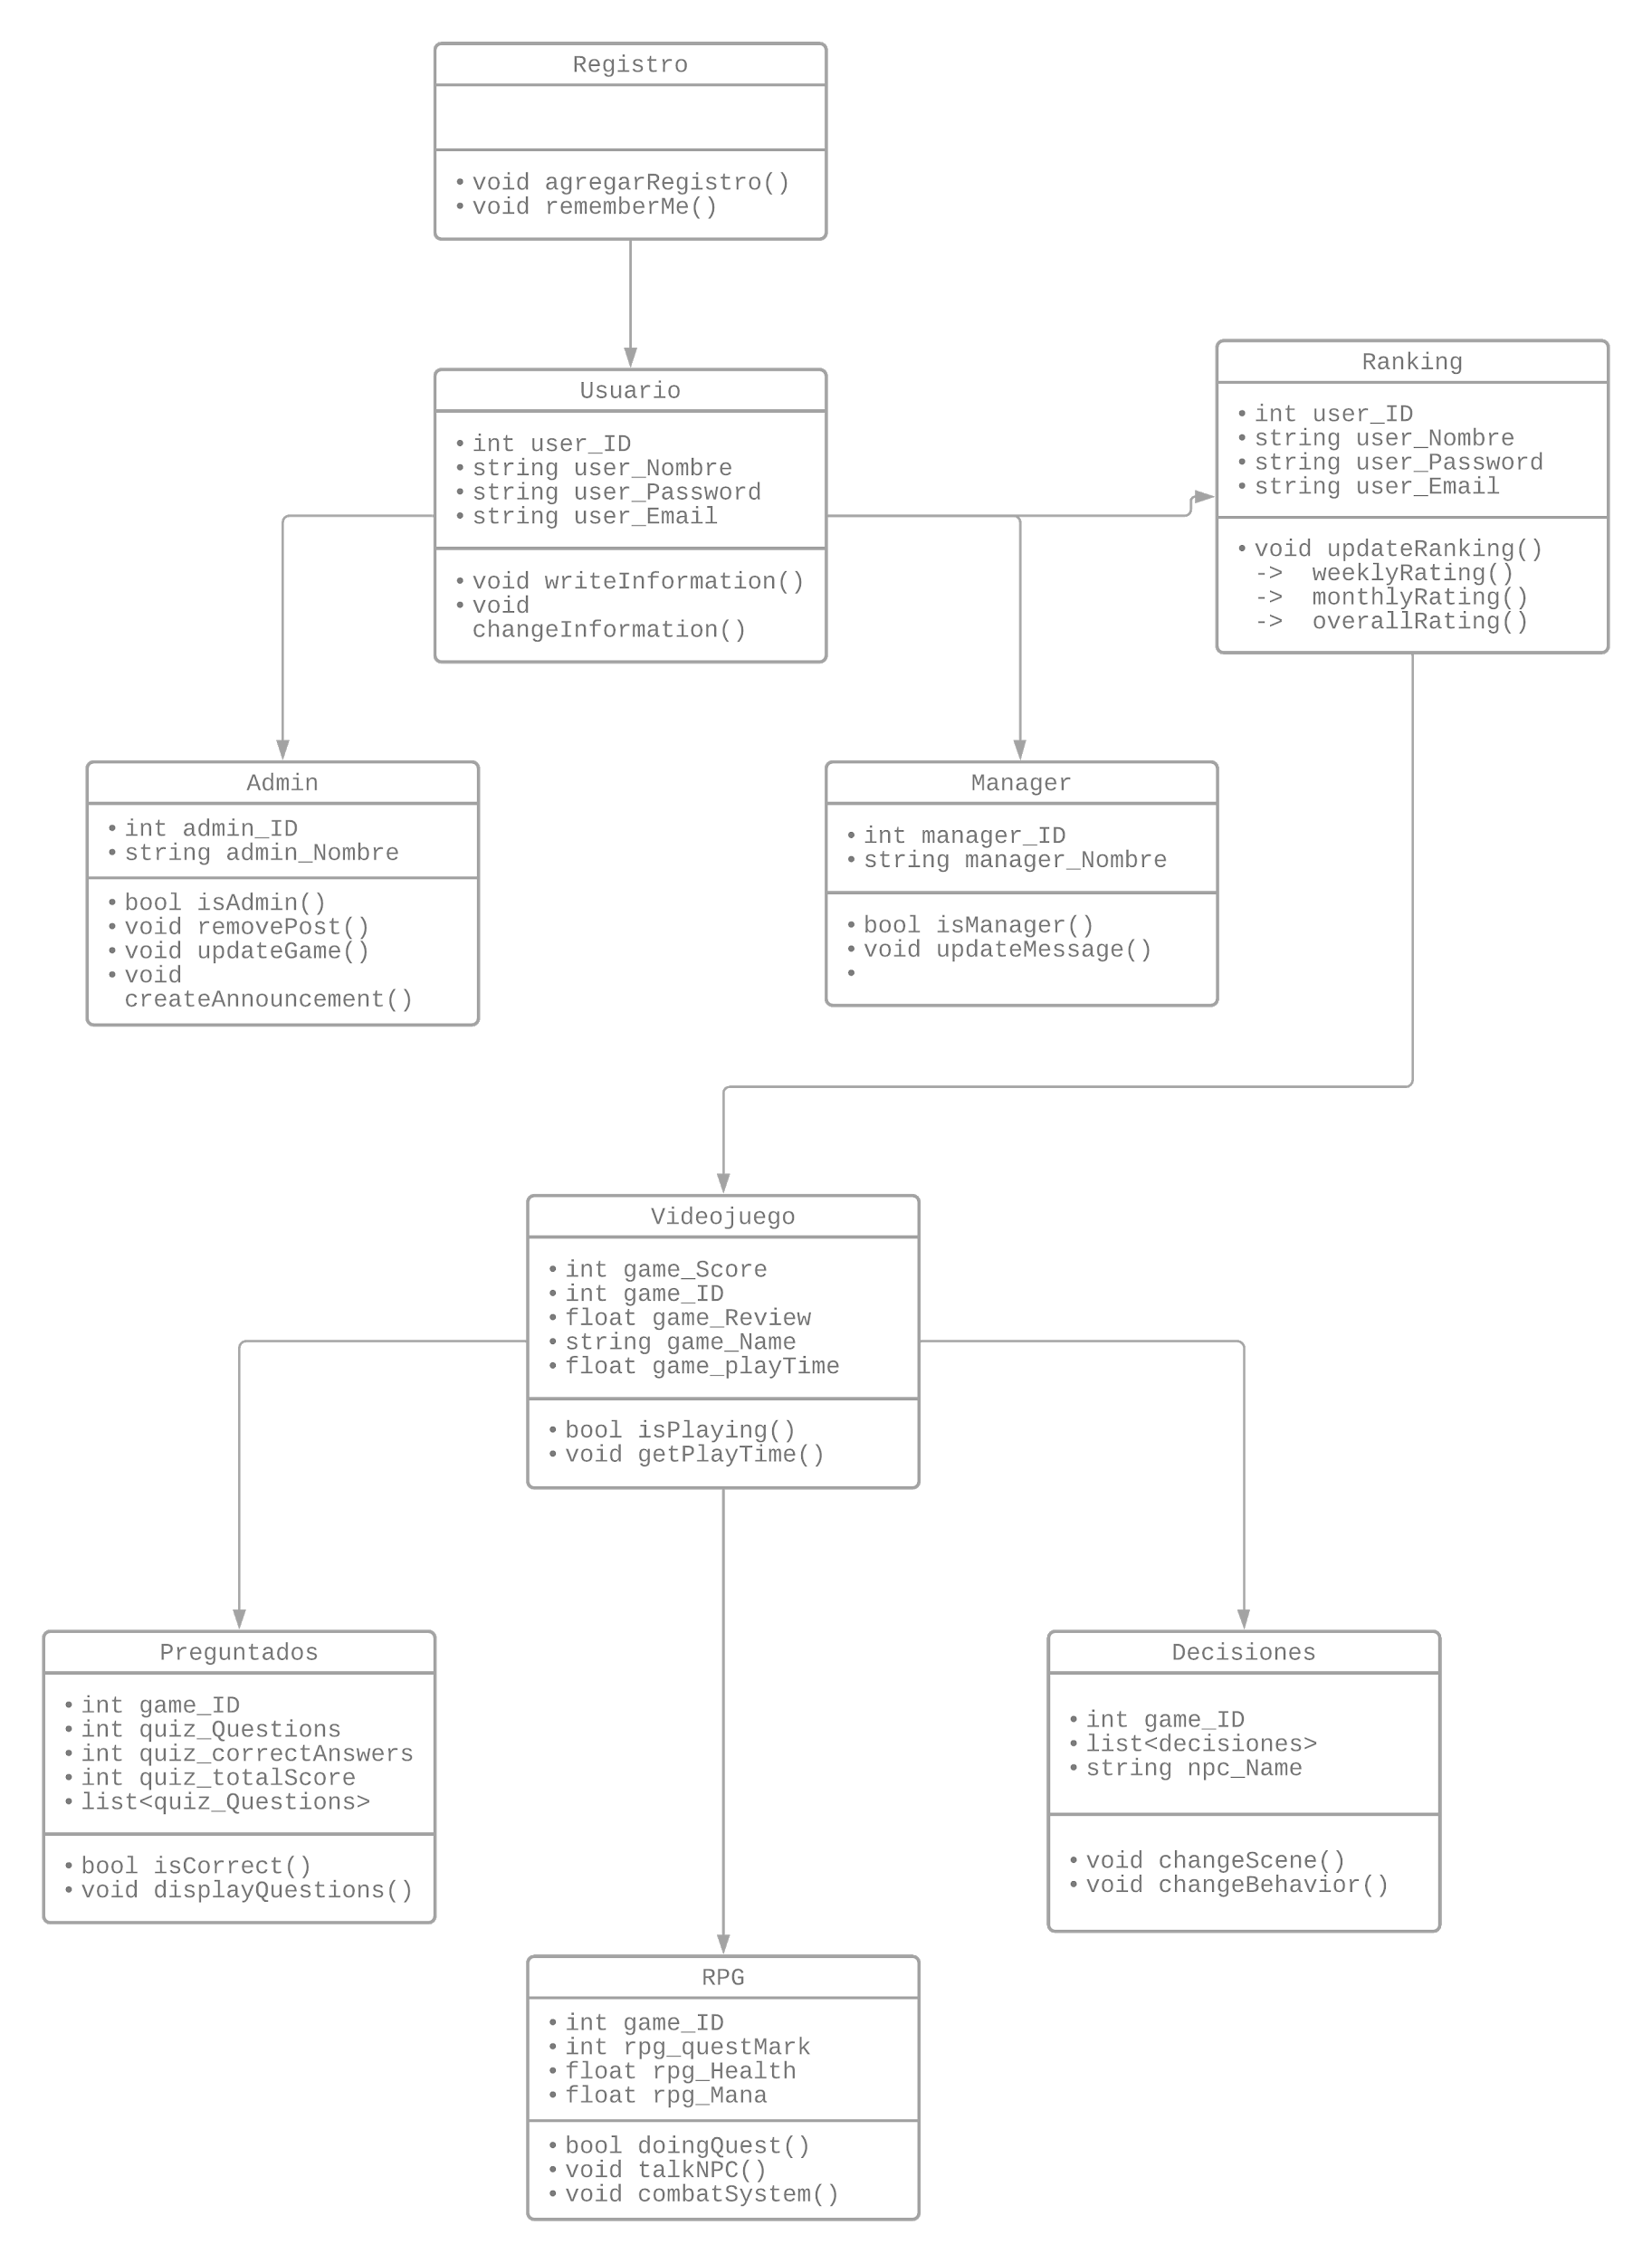 Registro
• void agregarRegistro()
• void rememberMe()
Usuario
• int user_ID
• string user_Nombre
• string user_Password
• string user_Email
• void writeInformation()
• void
changeInformation()
Ranking
• int user_ID
• string user_Nombre
• string user_Password
• string user_Email
• void updateRanking()
->  weeklyRating()
->  monthlyRating()
->  overallRating()
Admin
• int admin_ID
• string admin_Nombre
• bool isAdmin()
• void removePost()
• void updateGame()
• void
createAnnouncement()
Manager
• int manager_ID
• string manager_Nombre
• bool isManager()
• void updateMessage()
•
Videojuego
• int game_Score
• int game_ID
• float game_Review
• string game_Name
• float game_playTime
• bool isPlaying()
• void getPlayTime()
Preguntados
• int game_ID
• int quiz_Questions
• int quiz_correctAnswers
• int quiz_totalScore
• list<quiz_Questions>
• bool isCorrect()
• void displayQuestions()
Decisiones
• int game_ID
• list<decisiones>
• string npc_Name
• void changeScene()
• void changeBehavior()
RPG
• int game_ID
• int rpg_questMark
• float rpg_Health
• float rpg_Mana
• bool doingQuest()
• void talkNPC()
• void combatSystem()